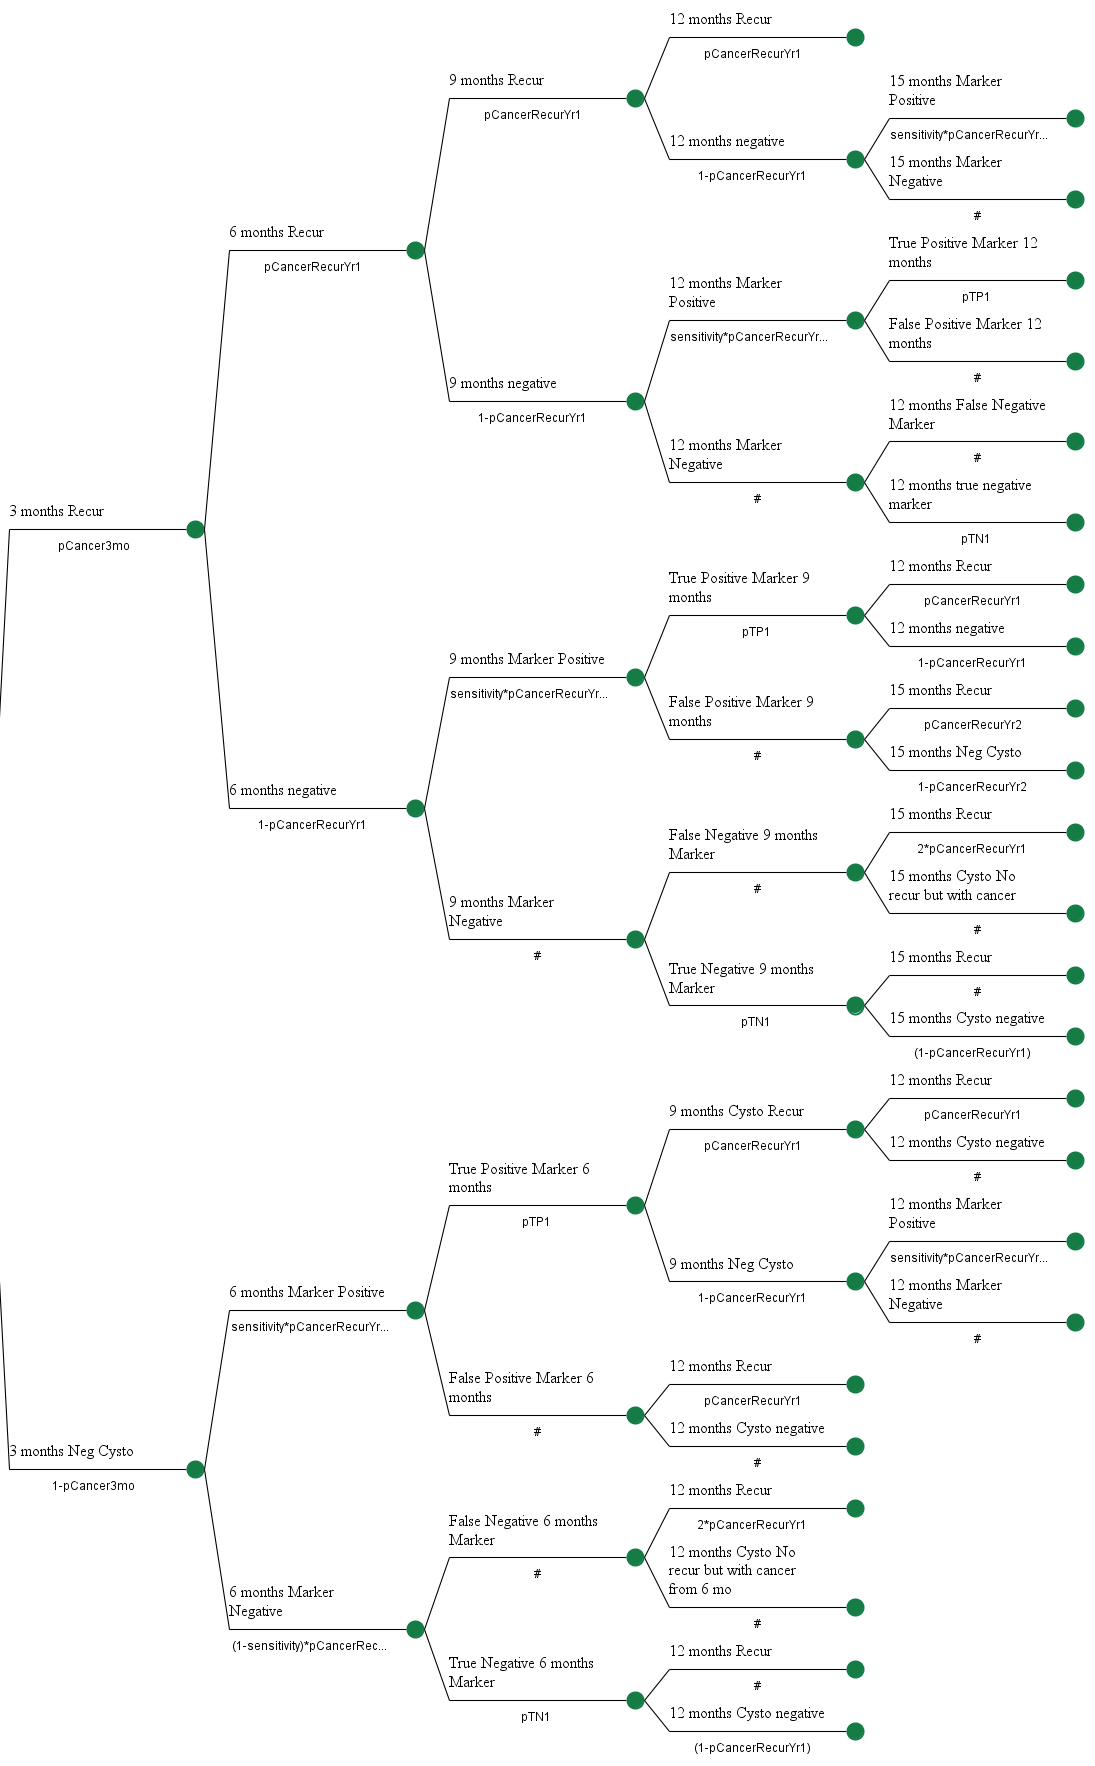 12 months Recur
pCancerRecurYr1
9 months Recur
pCancerRecurYr1
15 months Marker
Positive
sensitivity*pCancerRecurYr...
12 months negative
1-pCancerRecurYr1
15 months Marker
Negative
#
6 months Recur
pCancerRecurYr1
True Positive Marker 12
months
pTP1
12 months Marker
Positive
sensitivity*pCancerRecurYr...
False Positive Marker 12
months
#
9 months negative
1-pCancerRecurYr1
12 months False Negative
Marker
#
12 months Marker
Negative
#
12 months true negative
marker
pTN1
3 months Recur
pCancer3mo
12 months Recur
pCancerRecurYr1
True Positive Marker 9
months
pTP1
12 months negative
1-pCancerRecurYr1
9 months Marker Positive
sensitivity*pCancerRecurYr...
15 months Recur
pCancerRecurYr2
False Positive Marker 9
months
#
15 months Neg Cysto
1-pCancerRecurYr2
6 months negative
1-pCancerRecurYr1
15 months Recur
2*pCancerRecurYr1
False Negative 9 months
Marker
#
15 months Cysto No
recur but with cancer
#
9 months Marker
Negative
#
15 months Recur
#
True Negative 9 months
Marker
pTN1
15 months Cysto negative
(1-pCancerRecurYr1)
12 months Recur
pCancerRecurYr1
9 months Cysto Recur
pCancerRecurYr1
12 months Cysto negative
#
True Positive Marker 6
months
pTP1
12 months Marker
Positive
sensitivity*pCancerRecurYr...
9 months Neg Cysto
1-pCancerRecurYr1
12 months Marker
Negative
#
6 months Marker Positive
sensitivity*pCancerRecurYr...
12 months Recur
pCancerRecurYr1
False Positive Marker 6
months
#
12 months Cysto negative
#
3 months Neg Cysto
1-pCancer3mo
12 months Recur
2*pCancerRecurYr1
False Negative 6 months
Marker
#
12 months Cysto No
recur but with cancer
from 6 mo
#
6 months Marker
Negative
(1-sensitivity)*pCancerRec...
12 months Recur
#
True Negative 6 months
Marker
pTN1
12 months Cysto negative
(1-pCancerRecurYr1)